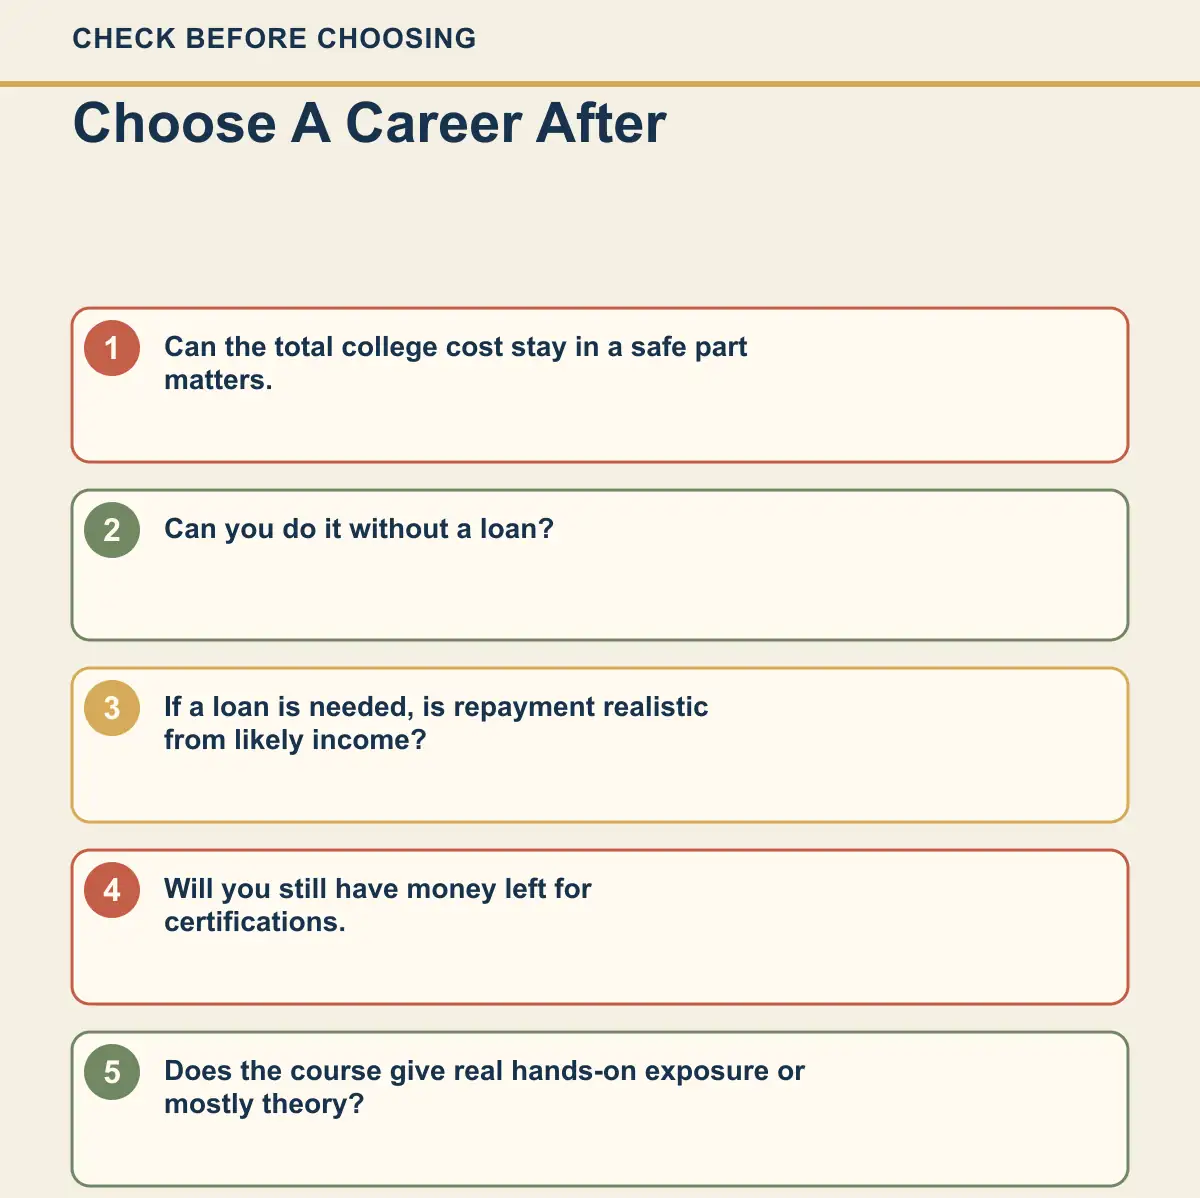 CHECK BEFORE CHOOSING
Choose A Career After
1
Can the total college cost stay in a safe part
matters.
2
Can you do it without a loan?
3
If a loan is needed, is repayment realistic
from likely income?
4
Will you still have money left for
certifications.
5
Does the course give real hands-on exposure or
mostly theory?